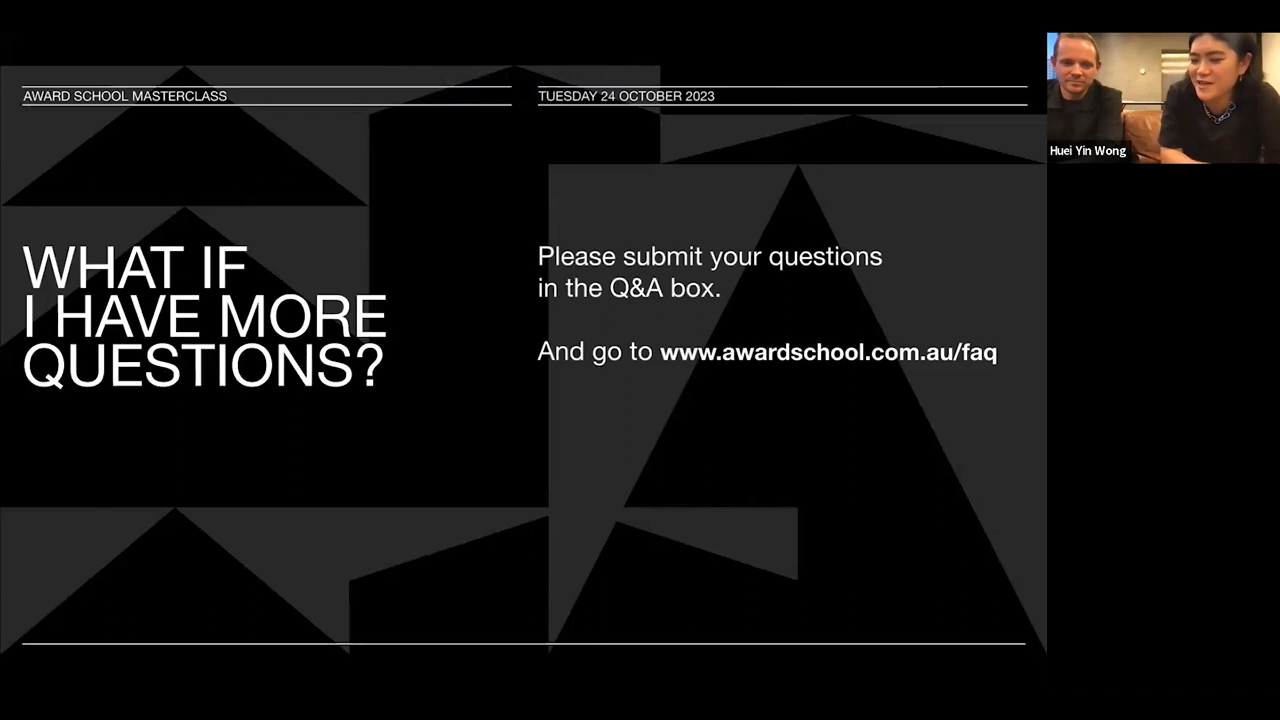 AWARD SCHOOL MASTERCLASS
TUESDAY 24 OCTOBER 2023
WHAT IF
I HAVE MORE
QUESTIONS?
Please submit your questions
in the Q&A box.
And go to www.awardschool.com.au/faq
Huei Yin Wong